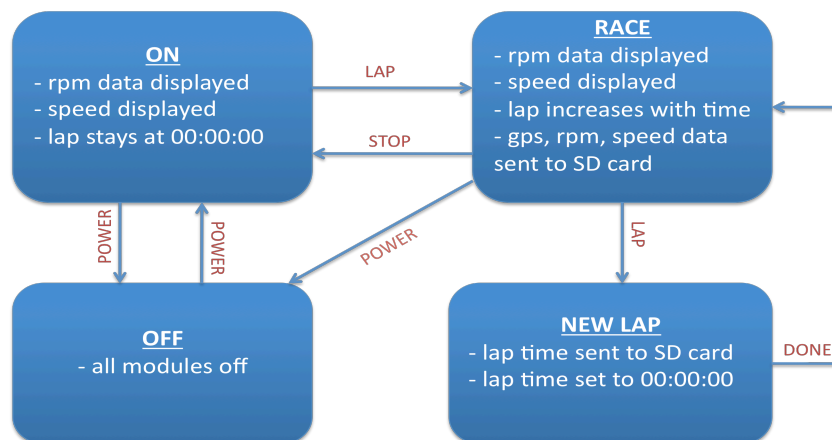 ON
- rpm data displayed
- speed displayed
- lap stays at 00:00:00
LAP
STOP
RACE
- rpm data displayed
- speed displayed
- lap increases with time
- gps, rpm, speed data
sent to SD card
POWER
POWER
POWER
LAP
OFF
- all modules off
NEW LAP
- lap time sent to SD card
- lap time set to 00:00:00
DONE